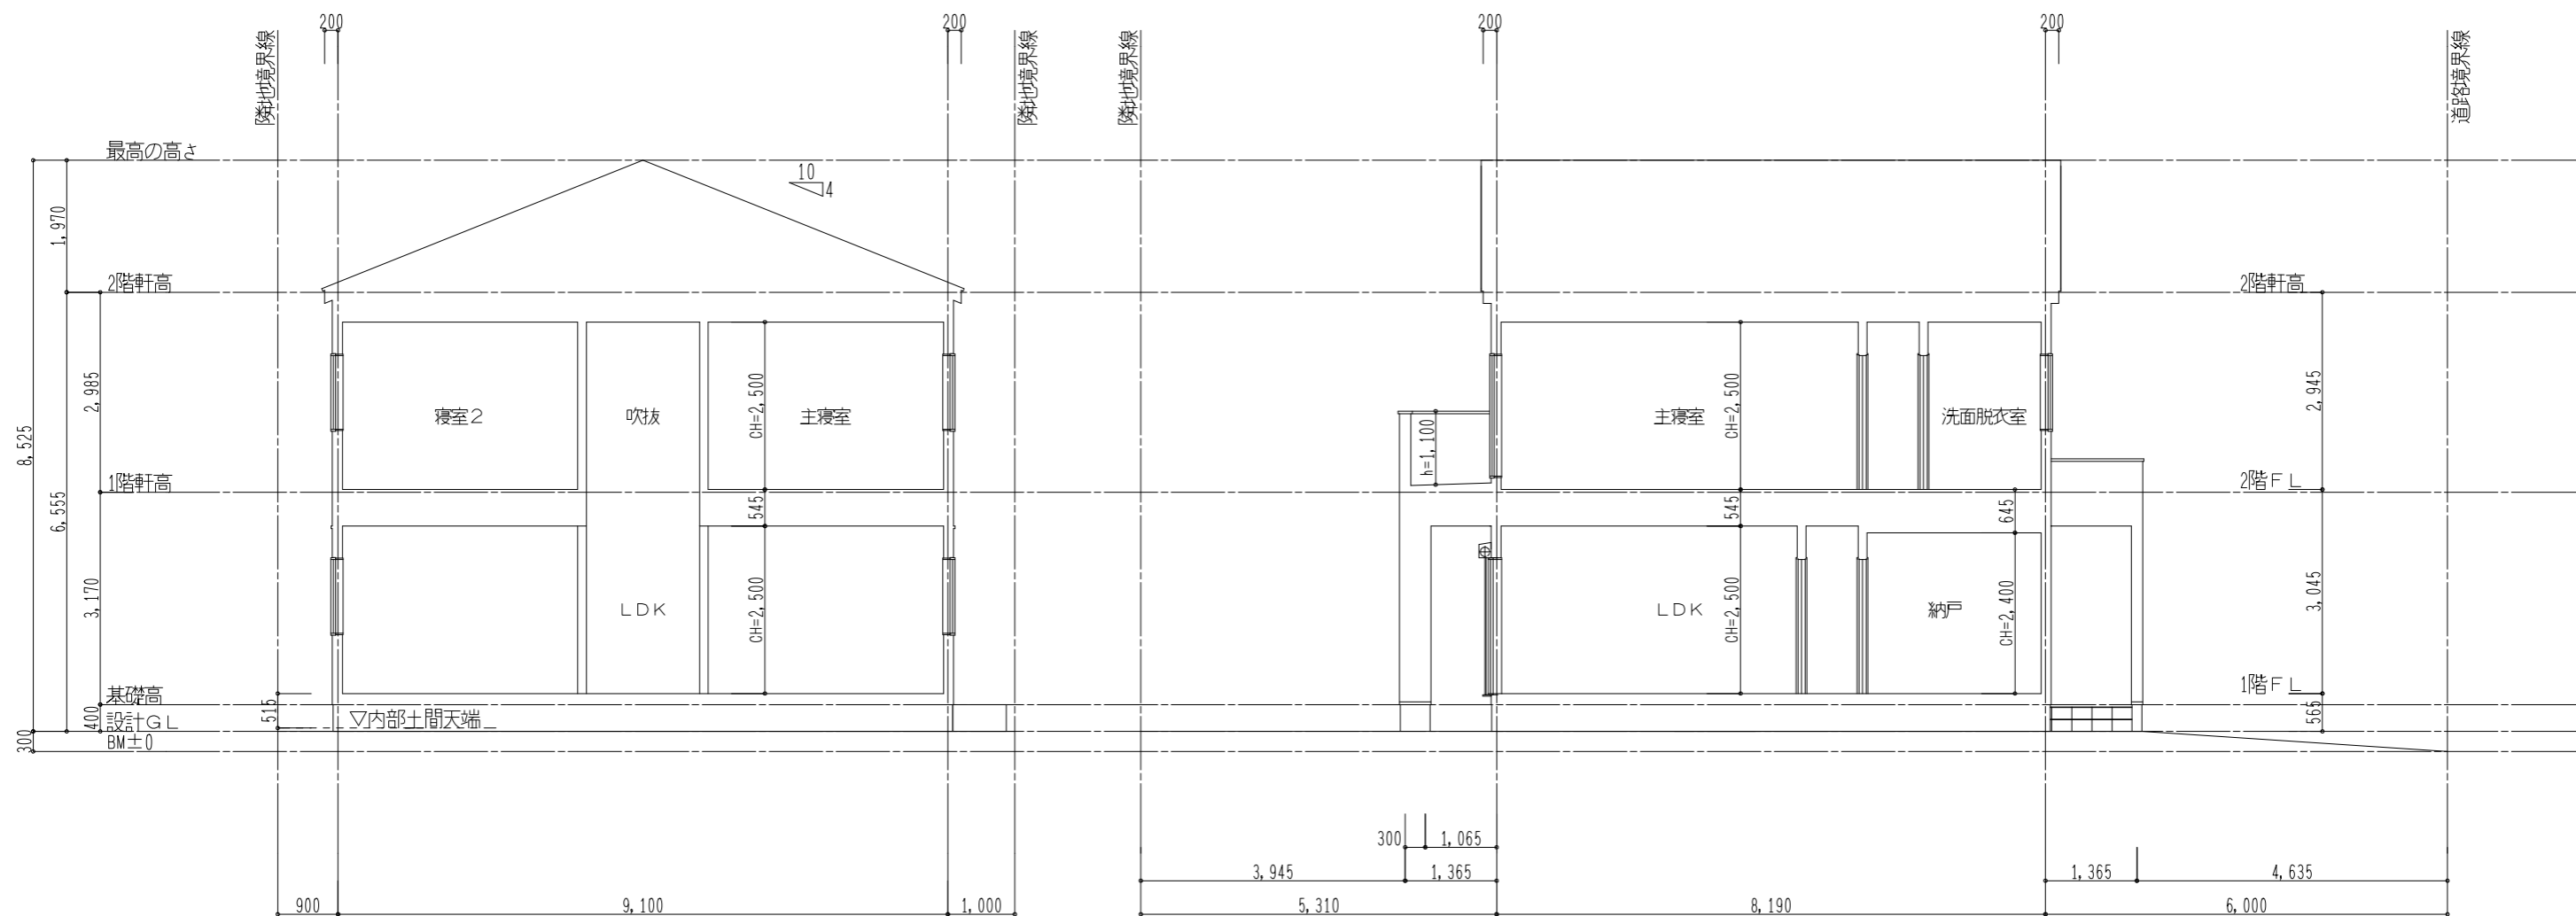 200
200
200
200
隣地境界線
隣地境界線
隣地境界線
道路境界線
最高の高さ
10
4
1,970
2階軒高
2階軒高
2,985
CH=2,500
CH=2,500
2,945
寝室2
吹抜
主寝室
主寝室
洗面脱衣室
8,525
h=1,100
1階軒高
2階FL
6,555
545
545
645
3,170
CH=2,500
CH=2,500
CH=2,400
3,045
LDK
LDK
納戸
基礎高
1階FL
515
400
設計GL
▽内部土間天端
565
300
BM±0
300
1,065
3,945
1,365
1,365
4,635
900
9,100
1,000
5,310
8,190
6,000